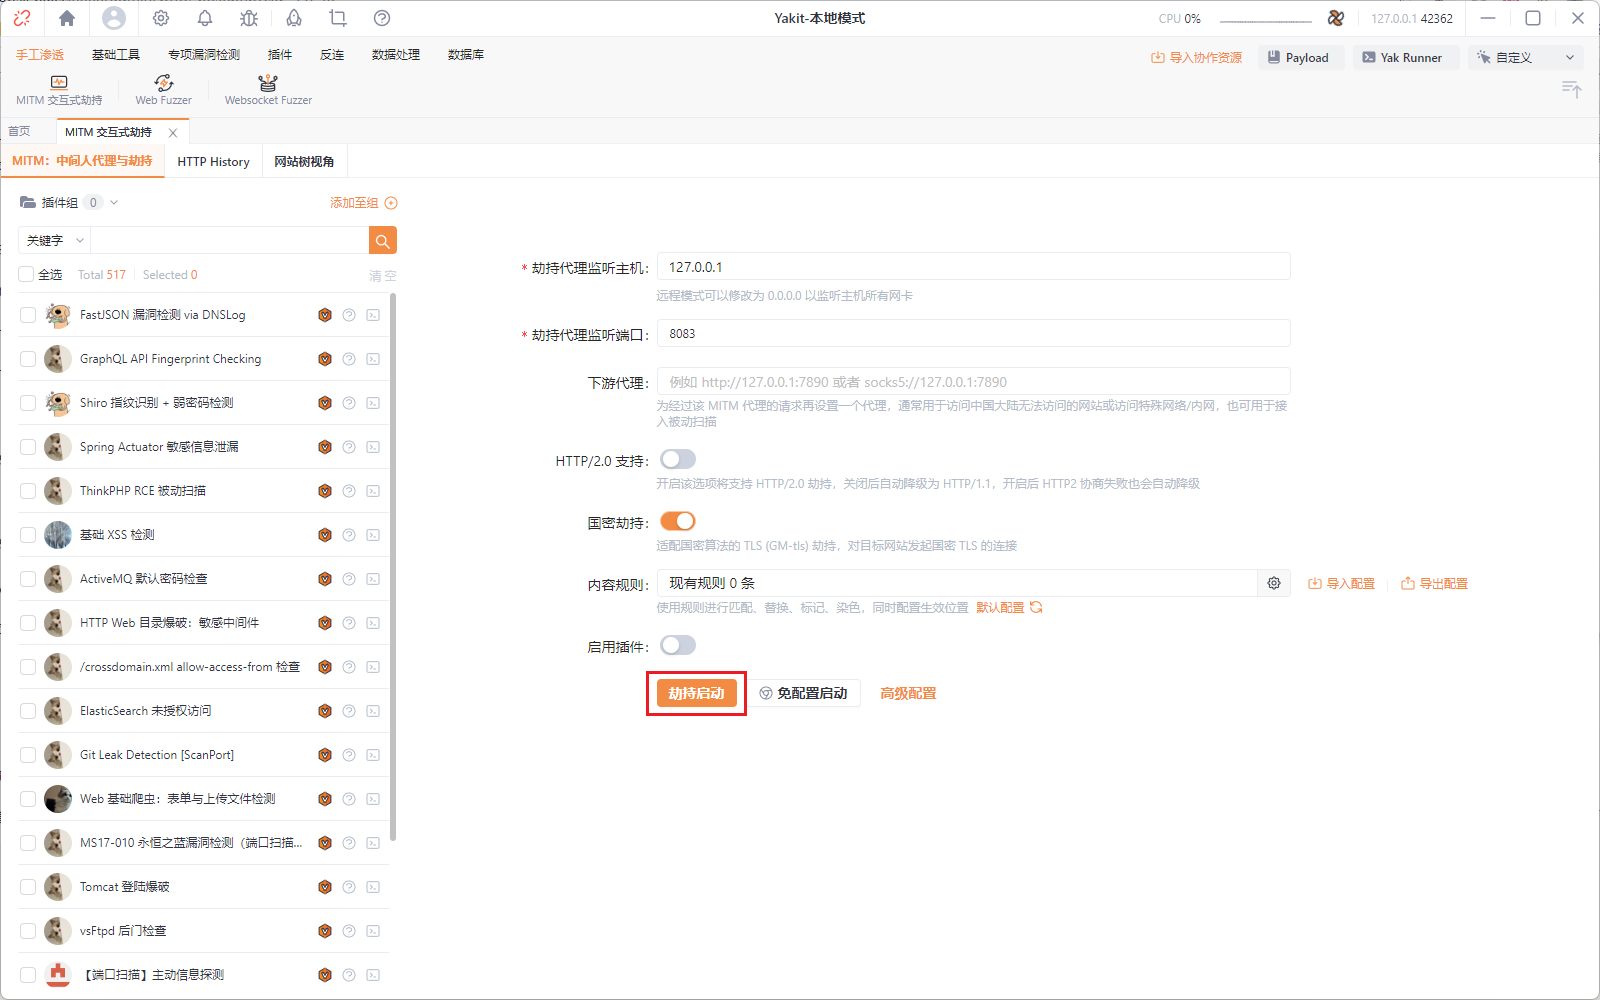 Yakit-本地模式
CPU 0%
127.0.0.1 42362
手工渗透 基础工具 专项漏洞检测 插件 反连 数据处理 数据库
导入协作资源 Payload Yak Runner 自定义
MITM 交互式劫持 Web Fuzzer Websocket Fuzzer
首页 MITM 交互式劫持
MITM：中间人代理与劫持 HTTP History 网站树视角
插件组 0 添加至组
关键字
全选 Total 517 Selected 0 清空
FastJSON 漏洞检测 via DNSLog
GraphQL API Fingerprint Checking
Shiro 指纹识别 + 弱密码检测
Spring Actuator 敏感信息泄漏
ThinkPHP RCE 被动扫描
基础 XSS 检测
ActiveMQ 默认密码检查
HTTP Web 目录爆破：敏感中间件
/crossdomain.xml allow-access-from 检查
ElasticSearch 未授权访问
Git Leak Detection [ScanPort]
Web 基础爬虫：表单与上传文件检测
MS17-010 永恒之蓝漏洞检测（端口扫描...
Tomcat 登陆爆破
vsFtpd 后门检查
【端口扫描】主动信息探测
* 劫持代理监听主机： 127.0.0.1
远程模式可以修改为 0.0.0.0 以监听主机所有网卡
* 劫持代理监听端口： 8083
下游代理： 例如 http://127.0.0.1:7890 或者 socks5://127.0.0.1:7890
为经过该 MITM 代理的请求再设置一个代理，通常用于访问中国大陆无法访问的网站或访问特殊网络/内网，也可用于接
入被动扫描
HTTP/2.0 支持：
开启该选项将支持 HTTP/2.0 劫持，关闭后自动降级为 HTTP/1.1，开启后 HTTP2 协商失败也会自动降级
国密劫持：
适配国密算法的 TLS (GM-tls) 劫持，对目标网站发起国密 TLS 的连接
内容规则： 现有规则 0 条 导入配置 导出配置
使用规则进行匹配、替换、标记、染色，同时配置生效位置 默认配置
启用插件：
劫持启动 免配置启动 高级配置